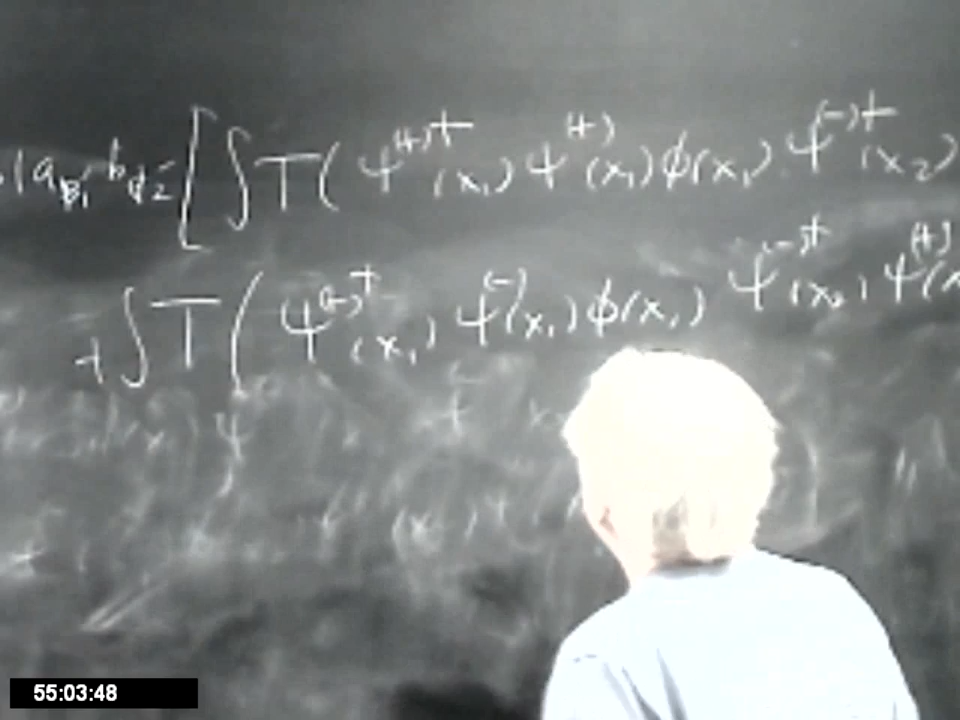 | a_{p_1'} b_{q_2'} [ ∫ T ( ψ^{(+)†}(x_1) ψ^{(+)}(x_1) φ(x_1) ψ^{(-)†}(x_2)
+ ∫ T ( ψ^{(-)†}(x_1) ψ^{(-)}(x_1) φ(x_1) ψ^{(-)†}(x_2) ψ^{(+)}(x
55:03:48